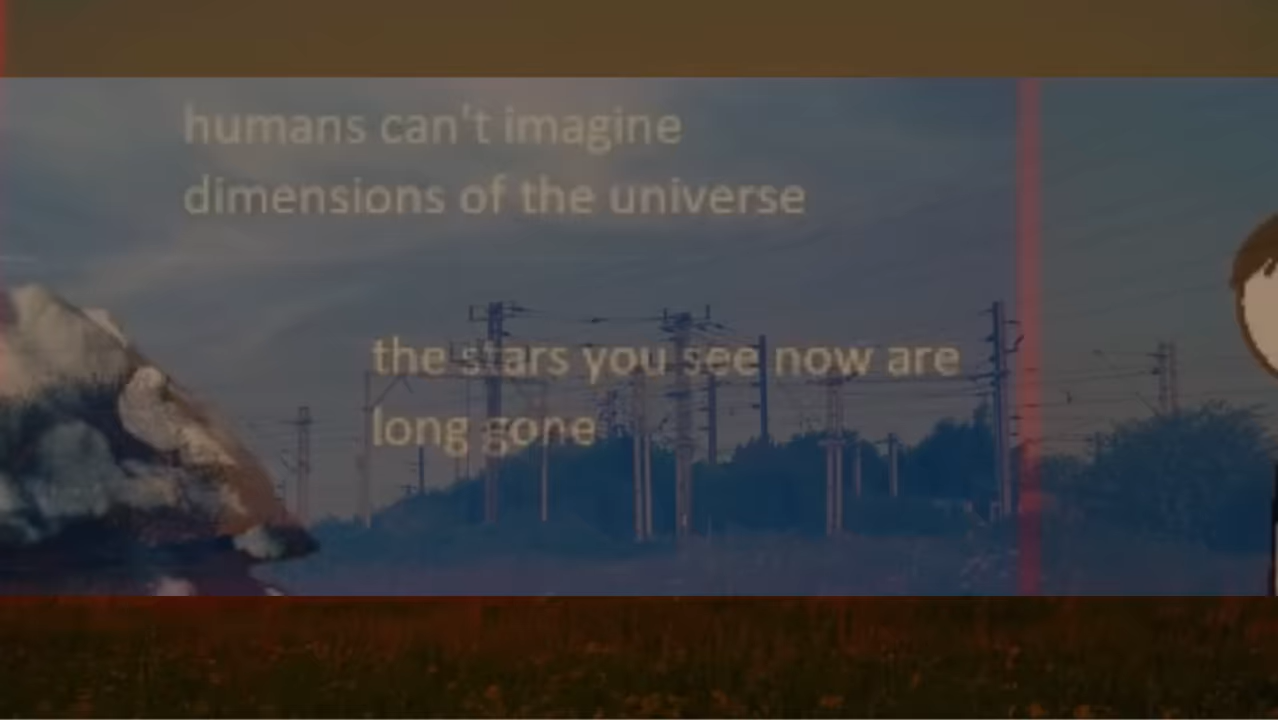 humans can't imagine
dimensions of the universe
the stars you see now are
long gone